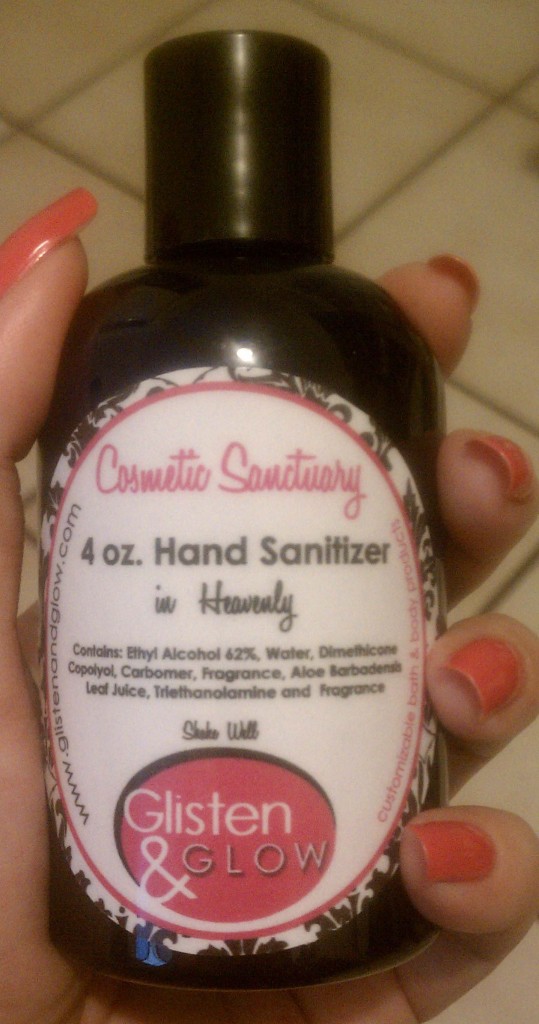 Cosmetic Sanctuary
4 oz. Hand Sanitizer
in Heavenly
Contains: Ethyl Alcohol 62%, Water, Dimethicone
Copolyol, Carbomer, Fragrance, Aloe Barbadensis
Leaf Juice, Triethanolamine and Fragrance
Shake Well
Glisten
& GLOW
www.glistenandglow.com
customizable bath & body products